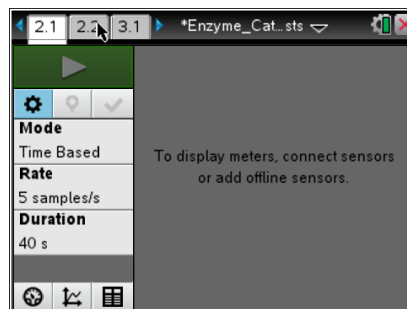 2.1 2.2 3.1 *Enzyme_Cat...sts
Mode
Time Based
Rate
5 samples/s
Duration
40 s
To display meters, connect sensors
or add offline sensors.